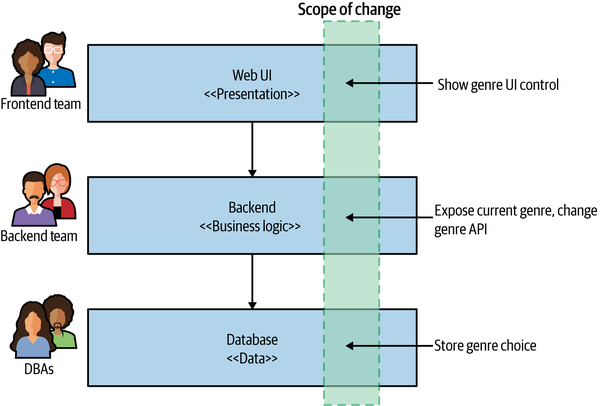 Scope of change
Web UI
<<Presentation>>
Frontend team
Show genre UI control
Backend
<<Business logic>>
Backend team
Expose current genre, change
genre API
Database
<<Data>>
DBAs
Store genre choice